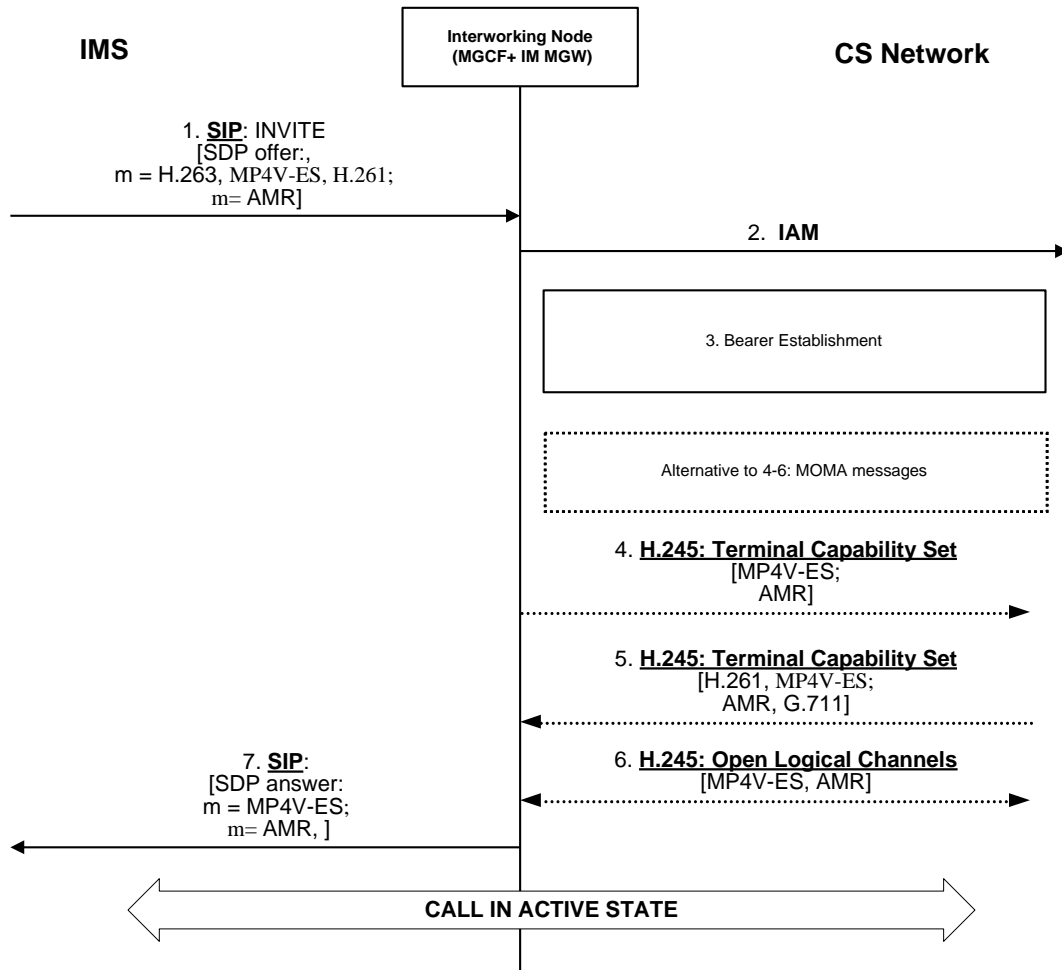 IMS
Interworking Node
(MGCF+ IM MGW)
CS Network
1. SIP: INVITE
[SDP offer:,
m = H.263, MP4V-ES, H.261;
m= AMR]
2. IAM
3. Bearer Establishment
Alternative to 4-6: MOMA messages
4. H.245: Terminal Capability Set
[MP4V-ES;
AMR]
5. H.245: Terminal Capability Set
[H.261, MP4V-ES;
AMR, G.711]
6. H.245: Open Logical Channels
[MP4V-ES, AMR]
7. SIP:
[SDP answer:
m = MP4V-ES;
m= AMR, ]
CALL IN ACTIVE STATE